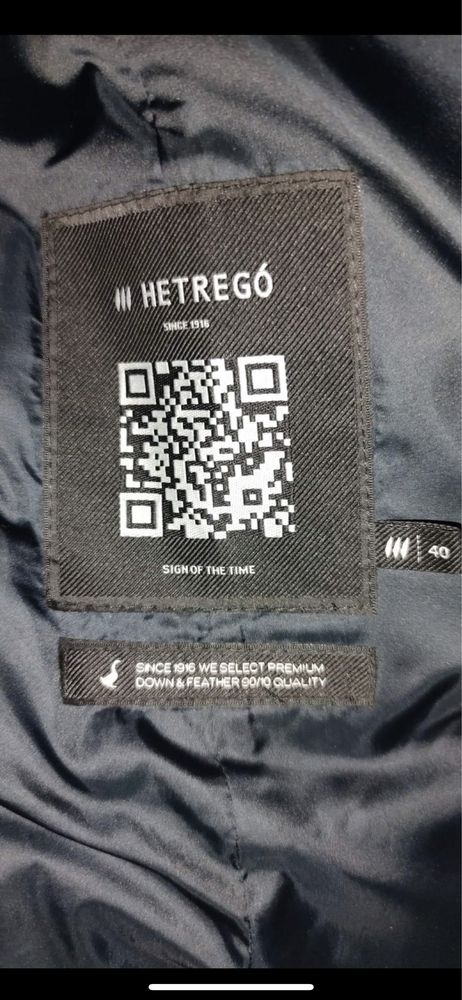 HETREGÓ
SINCE 1916
SIGN OF THE TIME
40
SINCE 1916 WE SELECT PREMIUM
DOWN & FEATHER 90/10 QUALITY